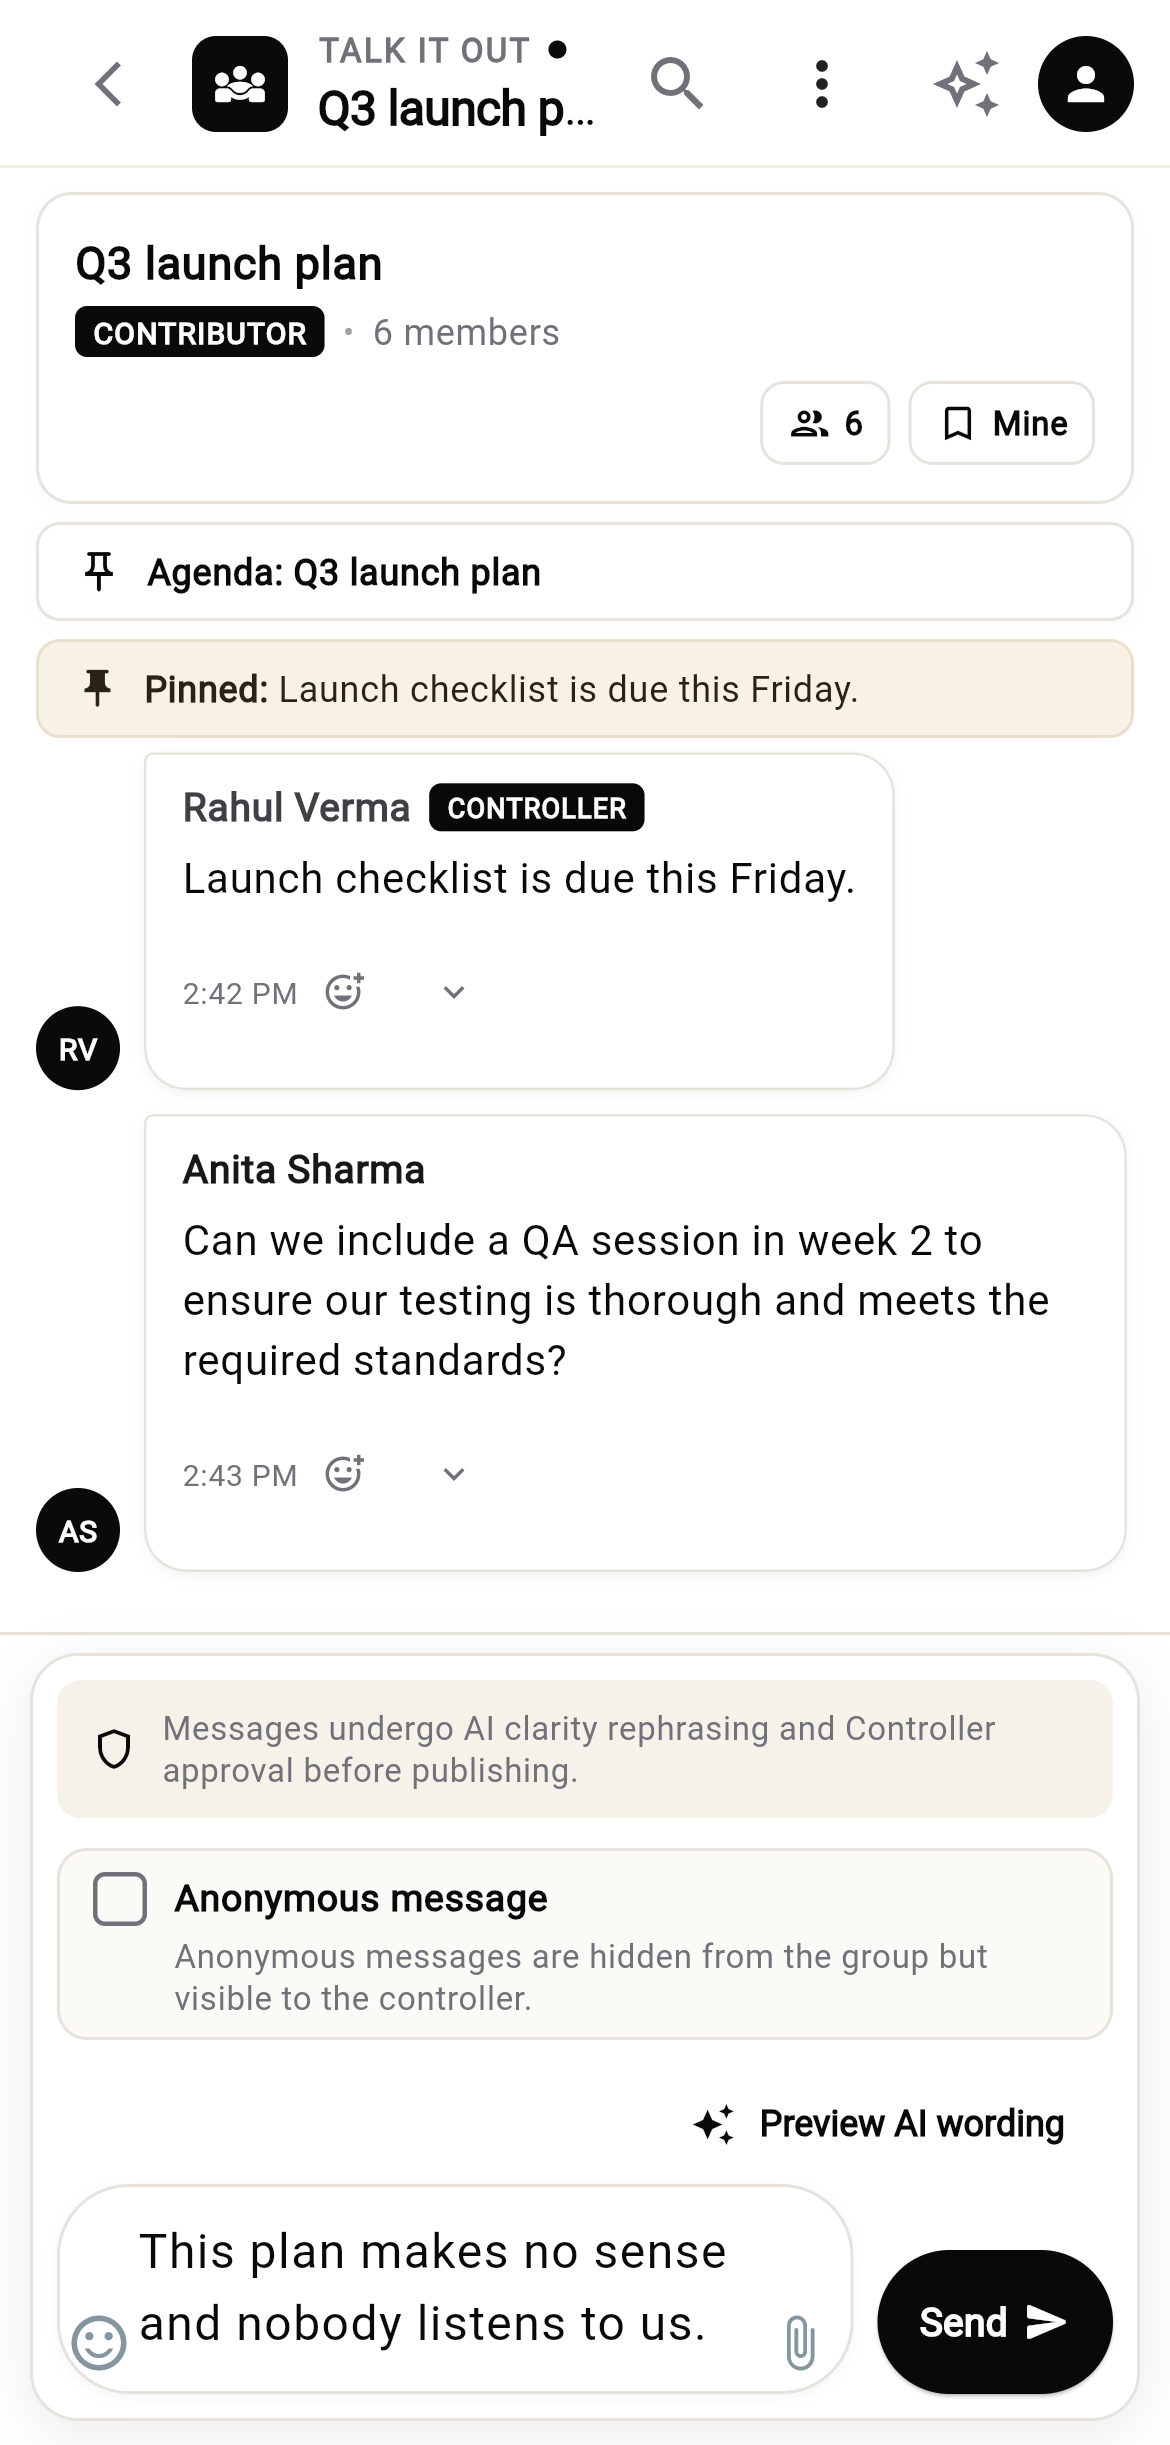 TALK IT OUT
Q3 launch p...
Q3 launch plan
CONTRIBUTOR • 6 members
6
Mine
Agenda: Q3 launch plan
Pinned: Launch checklist is due this Friday.
Rahul Verma CONTROLLER
Launch checklist is due this Friday.
2:42 PM
RV
Anita Sharma
Can we include a QA session in week 2 to
ensure our testing is thorough and meets the
required standards?
2:43 PM
AS
Messages undergo AI clarity rephrasing and Controller
approval before publishing.
Anonymous message
Anonymous messages are hidden from the group but
visible to the controller.
Preview AI wording
This plan makes no sense
and nobody listens to us.
Send